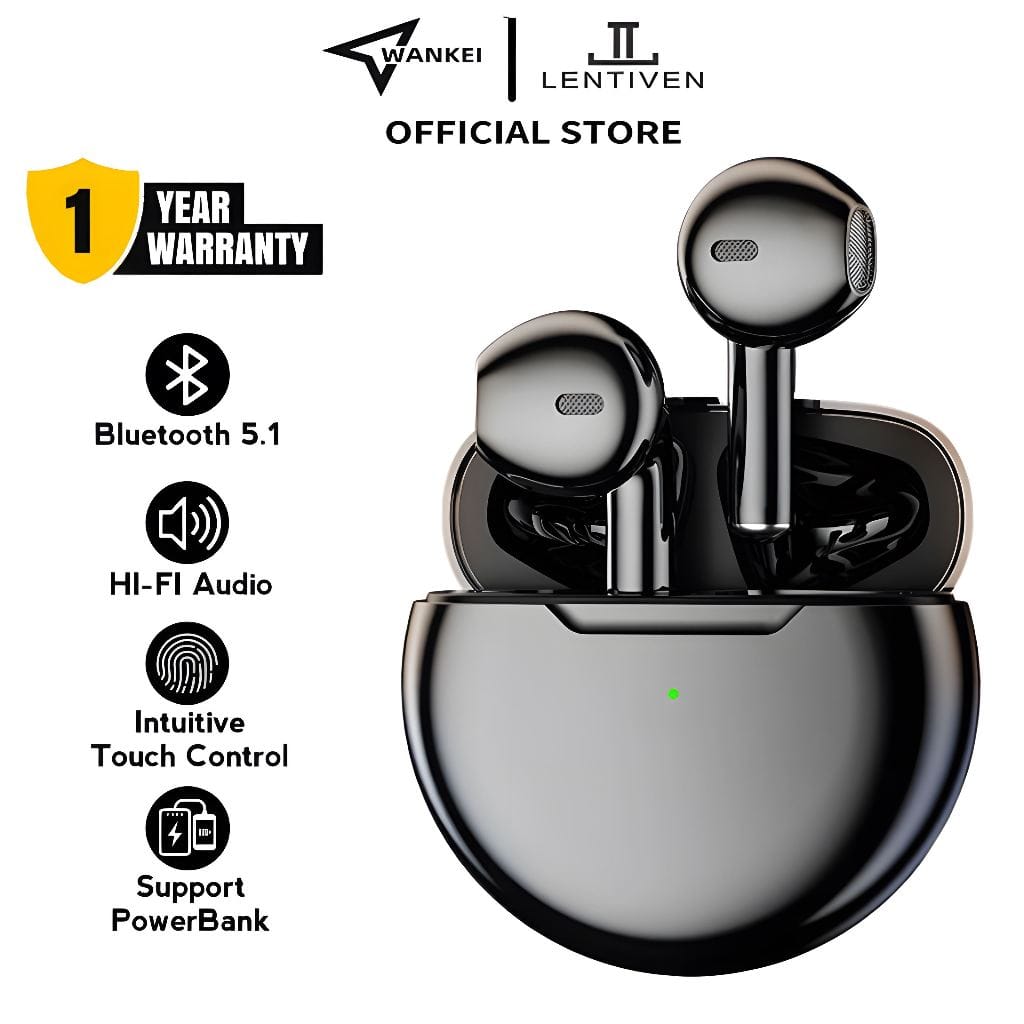 WANKEI
LENTIVEN
OFFICIAL STORE
1
YEAR
WARRANTY
Bluetooth 5.1
HI-FI Audio
Intuitive
Touch Control
Support
PowerBank